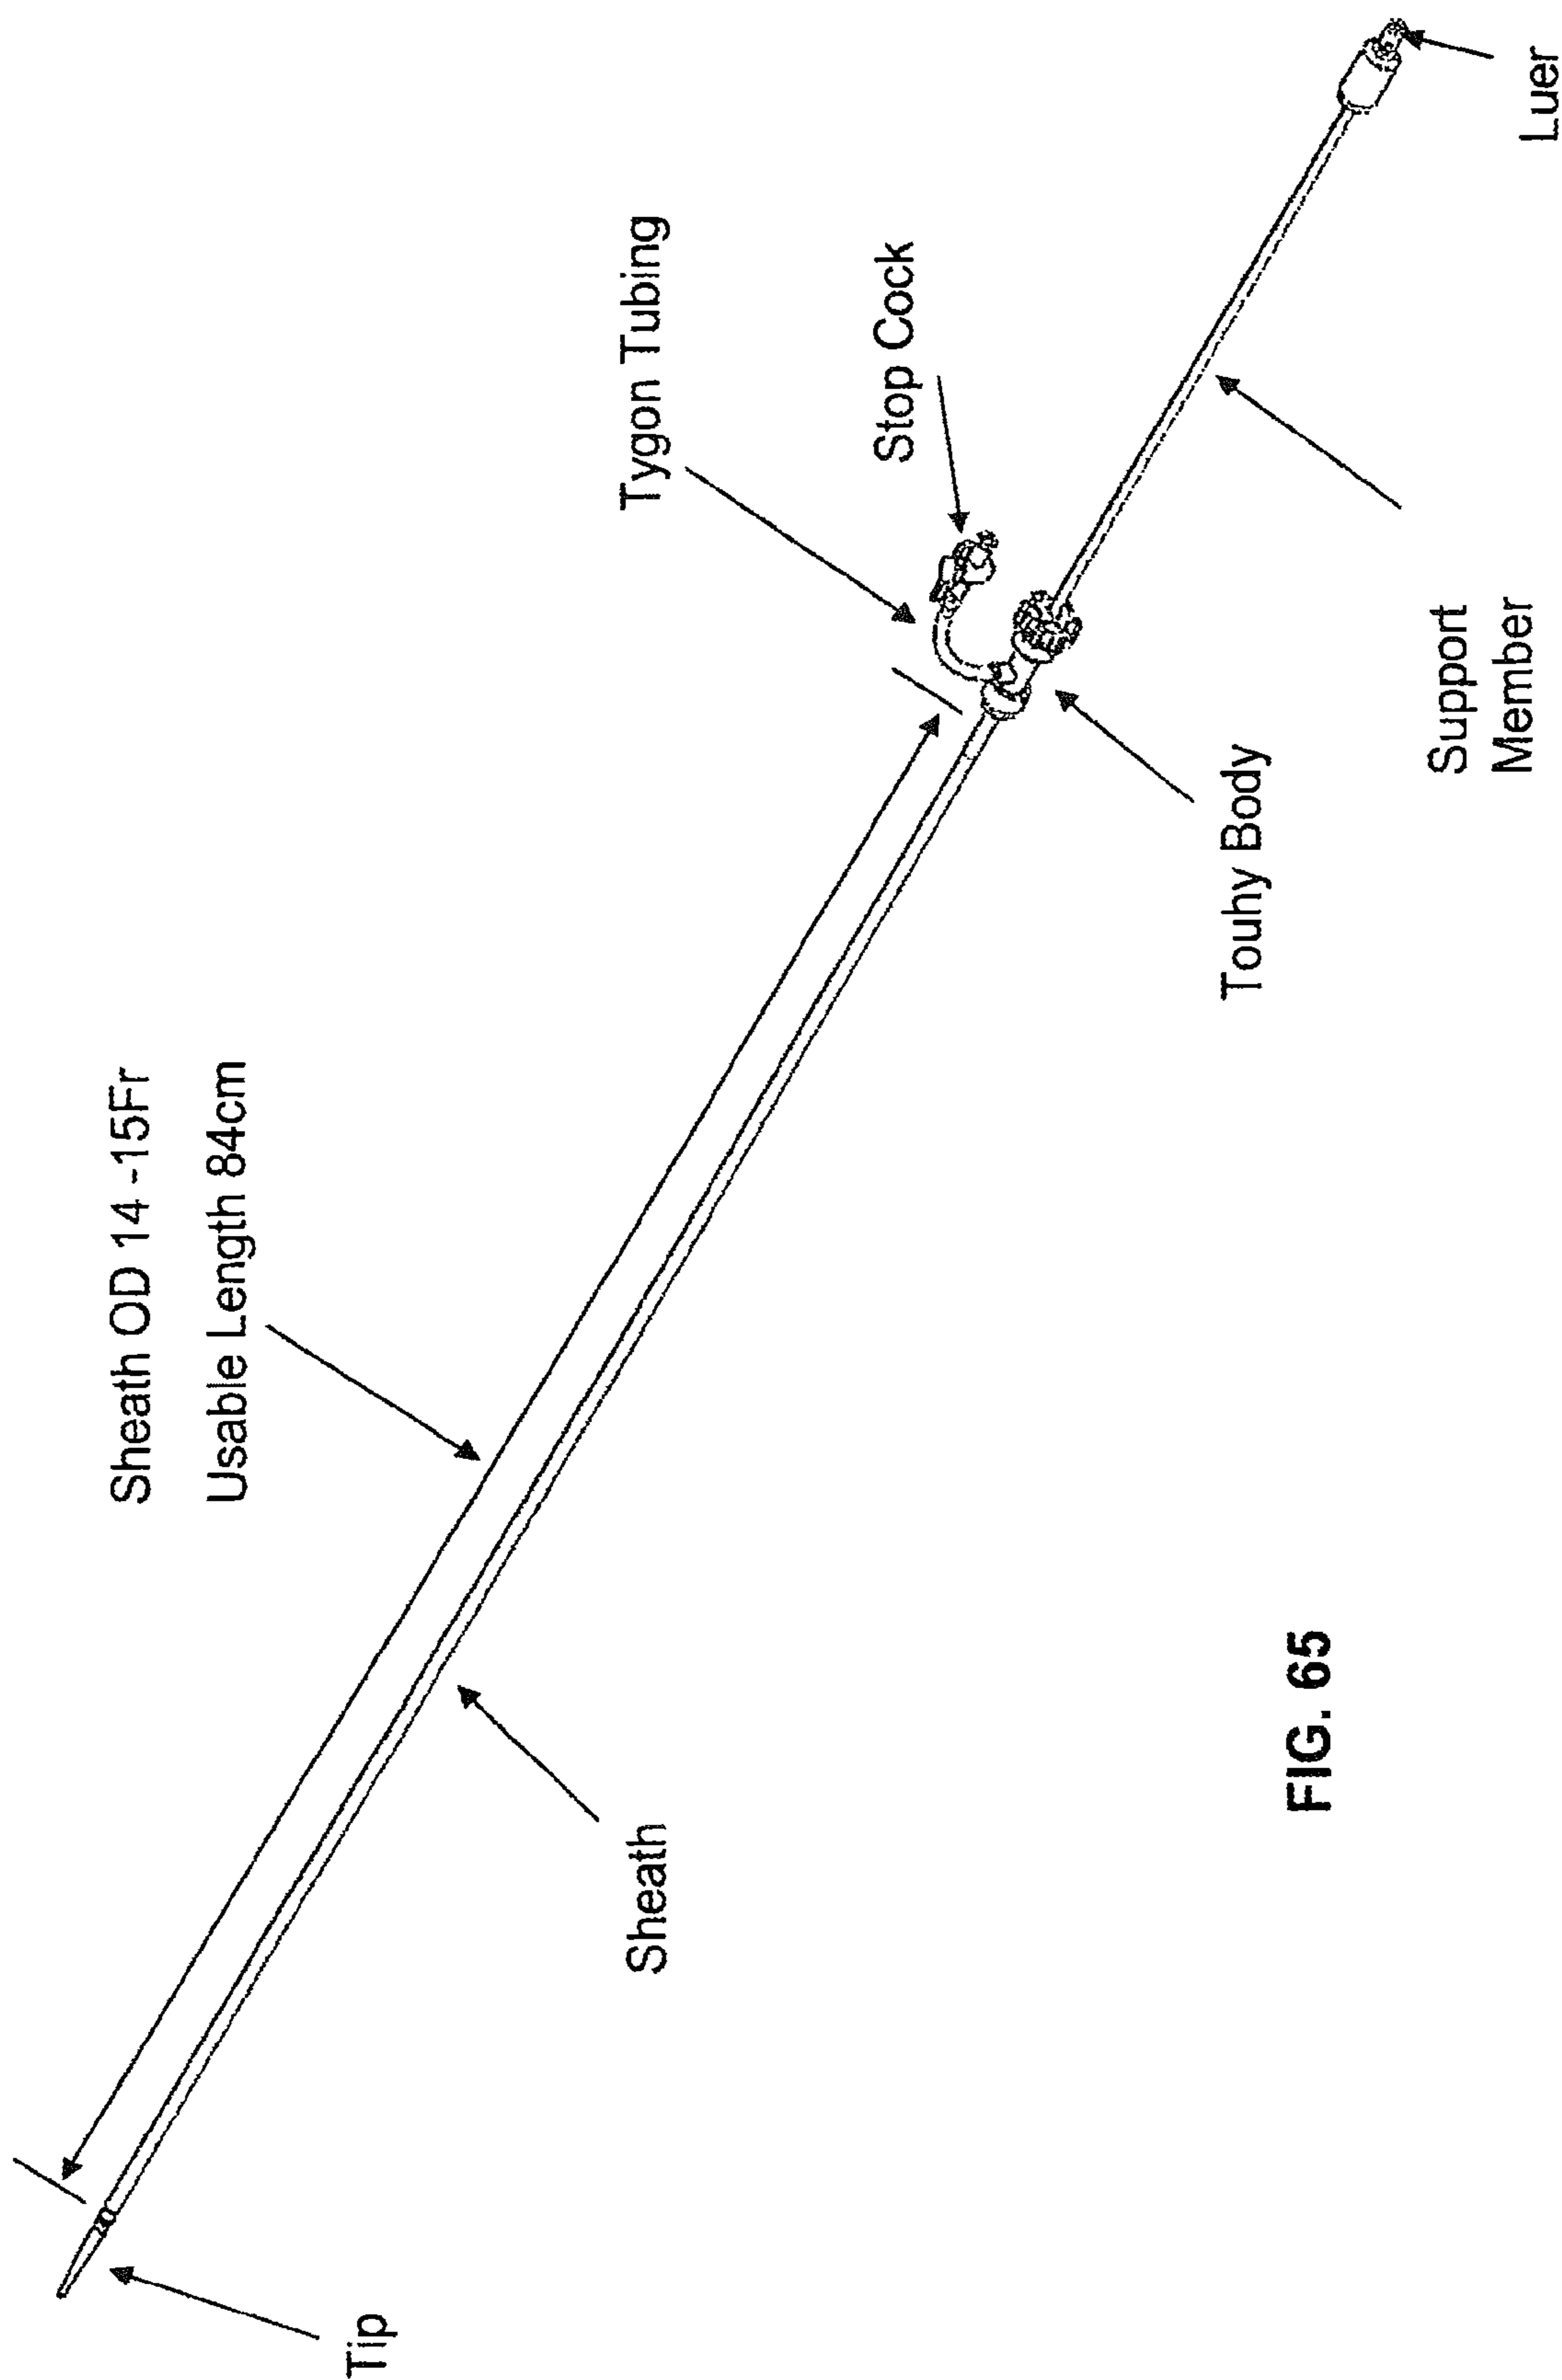 Sheath OD 14 -15Fr
Usable Length 84cm
Tygon Tubing
Stop Cock
Tip
Sheath
Touhy Body
Support
Member
Luer
FIG. 65